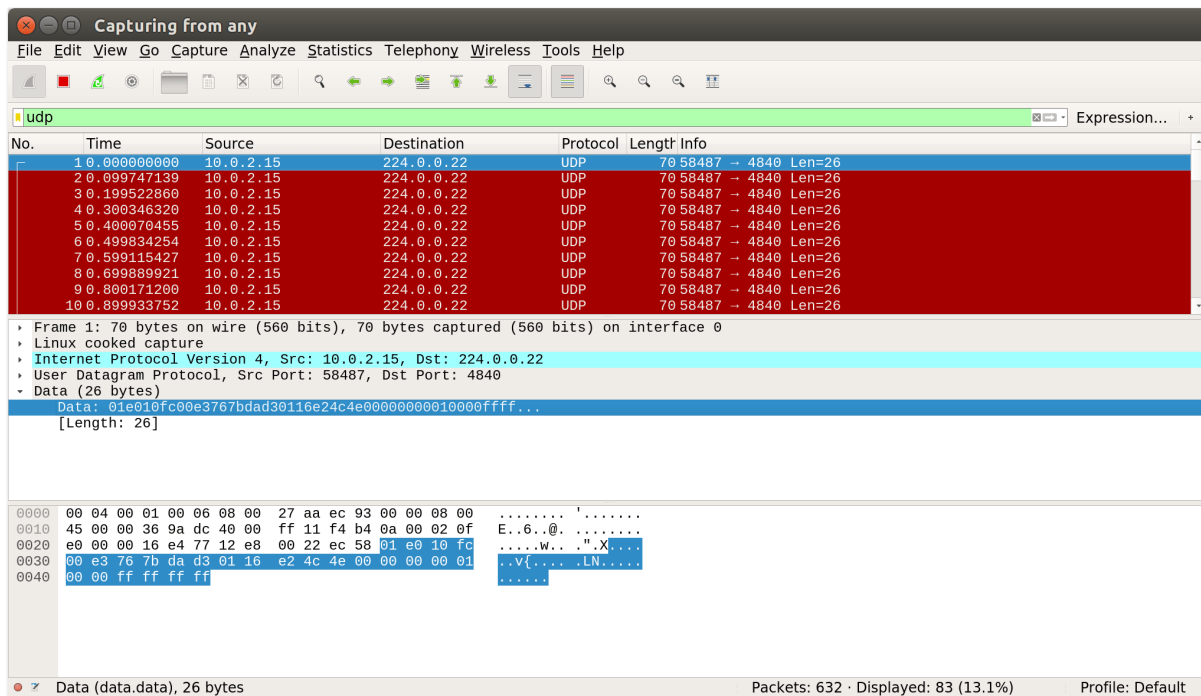 Capturing from any
File Edit View Go Capture Analyze Statistics Telephony Wireless Tools Help
udp Expression... +
No. Time Source Destination Protocol Length Info
1 0.000000000 10.0.2.15 224.0.0.22 UDP 70 58487 → 4840 Len=26
2 0.099747139 10.0.2.15 224.0.0.22 UDP 70 58487 → 4840 Len=26
3 0.199522860 10.0.2.15 224.0.0.22 UDP 70 58487 → 4840 Len=26
4 0.300346320 10.0.2.15 224.0.0.22 UDP 70 58487 → 4840 Len=26
5 0.400070455 10.0.2.15 224.0.0.22 UDP 70 58487 → 4840 Len=26
6 0.499834254 10.0.2.15 224.0.0.22 UDP 70 58487 → 4840 Len=26
7 0.599115427 10.0.2.15 224.0.0.22 UDP 70 58487 → 4840 Len=26
8 0.699889921 10.0.2.15 224.0.0.22 UDP 70 58487 → 4840 Len=26
9 0.800171200 10.0.2.15 224.0.0.22 UDP 70 58487 → 4840 Len=26
10 0.899933752 10.0.2.15 224.0.0.22 UDP 70 58487 → 4840 Len=26
Frame 1: 70 bytes on wire (560 bits), 70 bytes captured (560 bits) on interface 0
Linux cooked capture
Internet Protocol Version 4, Src: 10.0.2.15, Dst: 224.0.0.22
User Datagram Protocol, Src Port: 58487, Dst Port: 4840
Data (26 bytes)
Data: 01e010fc00e3767bdad30116e24c4e00000000010000ffff...
[Length: 26]
0000 00 04 00 01 00 06 08 00 27 aa ec 93 00 00 08 00 ........ '.......
0010 45 00 00 36 9a dc 40 00 ff 11 f4 b4 0a 00 02 0f E..6..@. ........
0020 e0 00 00 16 e4 77 12 e8 00 22 ec 58 01 e0 10 fc .....w.. .".X....
0030 00 e3 76 7b da d3 01 16 e2 4c 4e 00 00 00 00 01 ..v{.... .LN.....
0040 00 00 ff ff ff ff ......
Data (data.data), 26 bytes Packets: 632 · Displayed: 83 (13.1%) Profile: Default